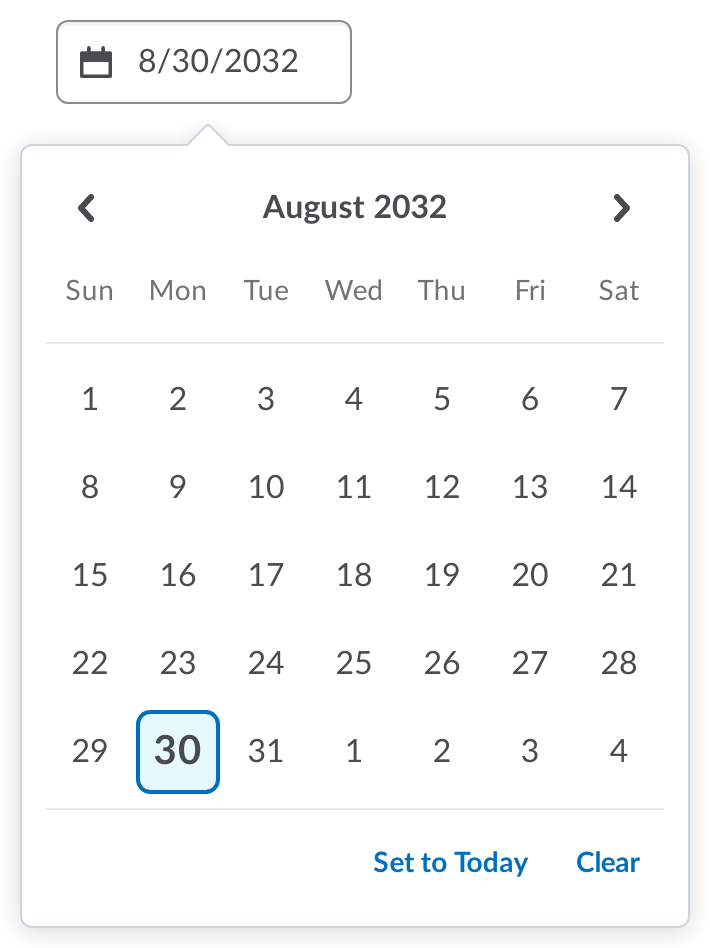 8/30/2032
August 2032
Sun Mon Tue Wed Thu Fri Sat
1 2 3 4 5 6 7
8 9 10 11 12 13 14
15 16 17 18 19 20 21
22 23 24 25 26 27 28
29 30 31 1 2 3 4
Set to Today Clear